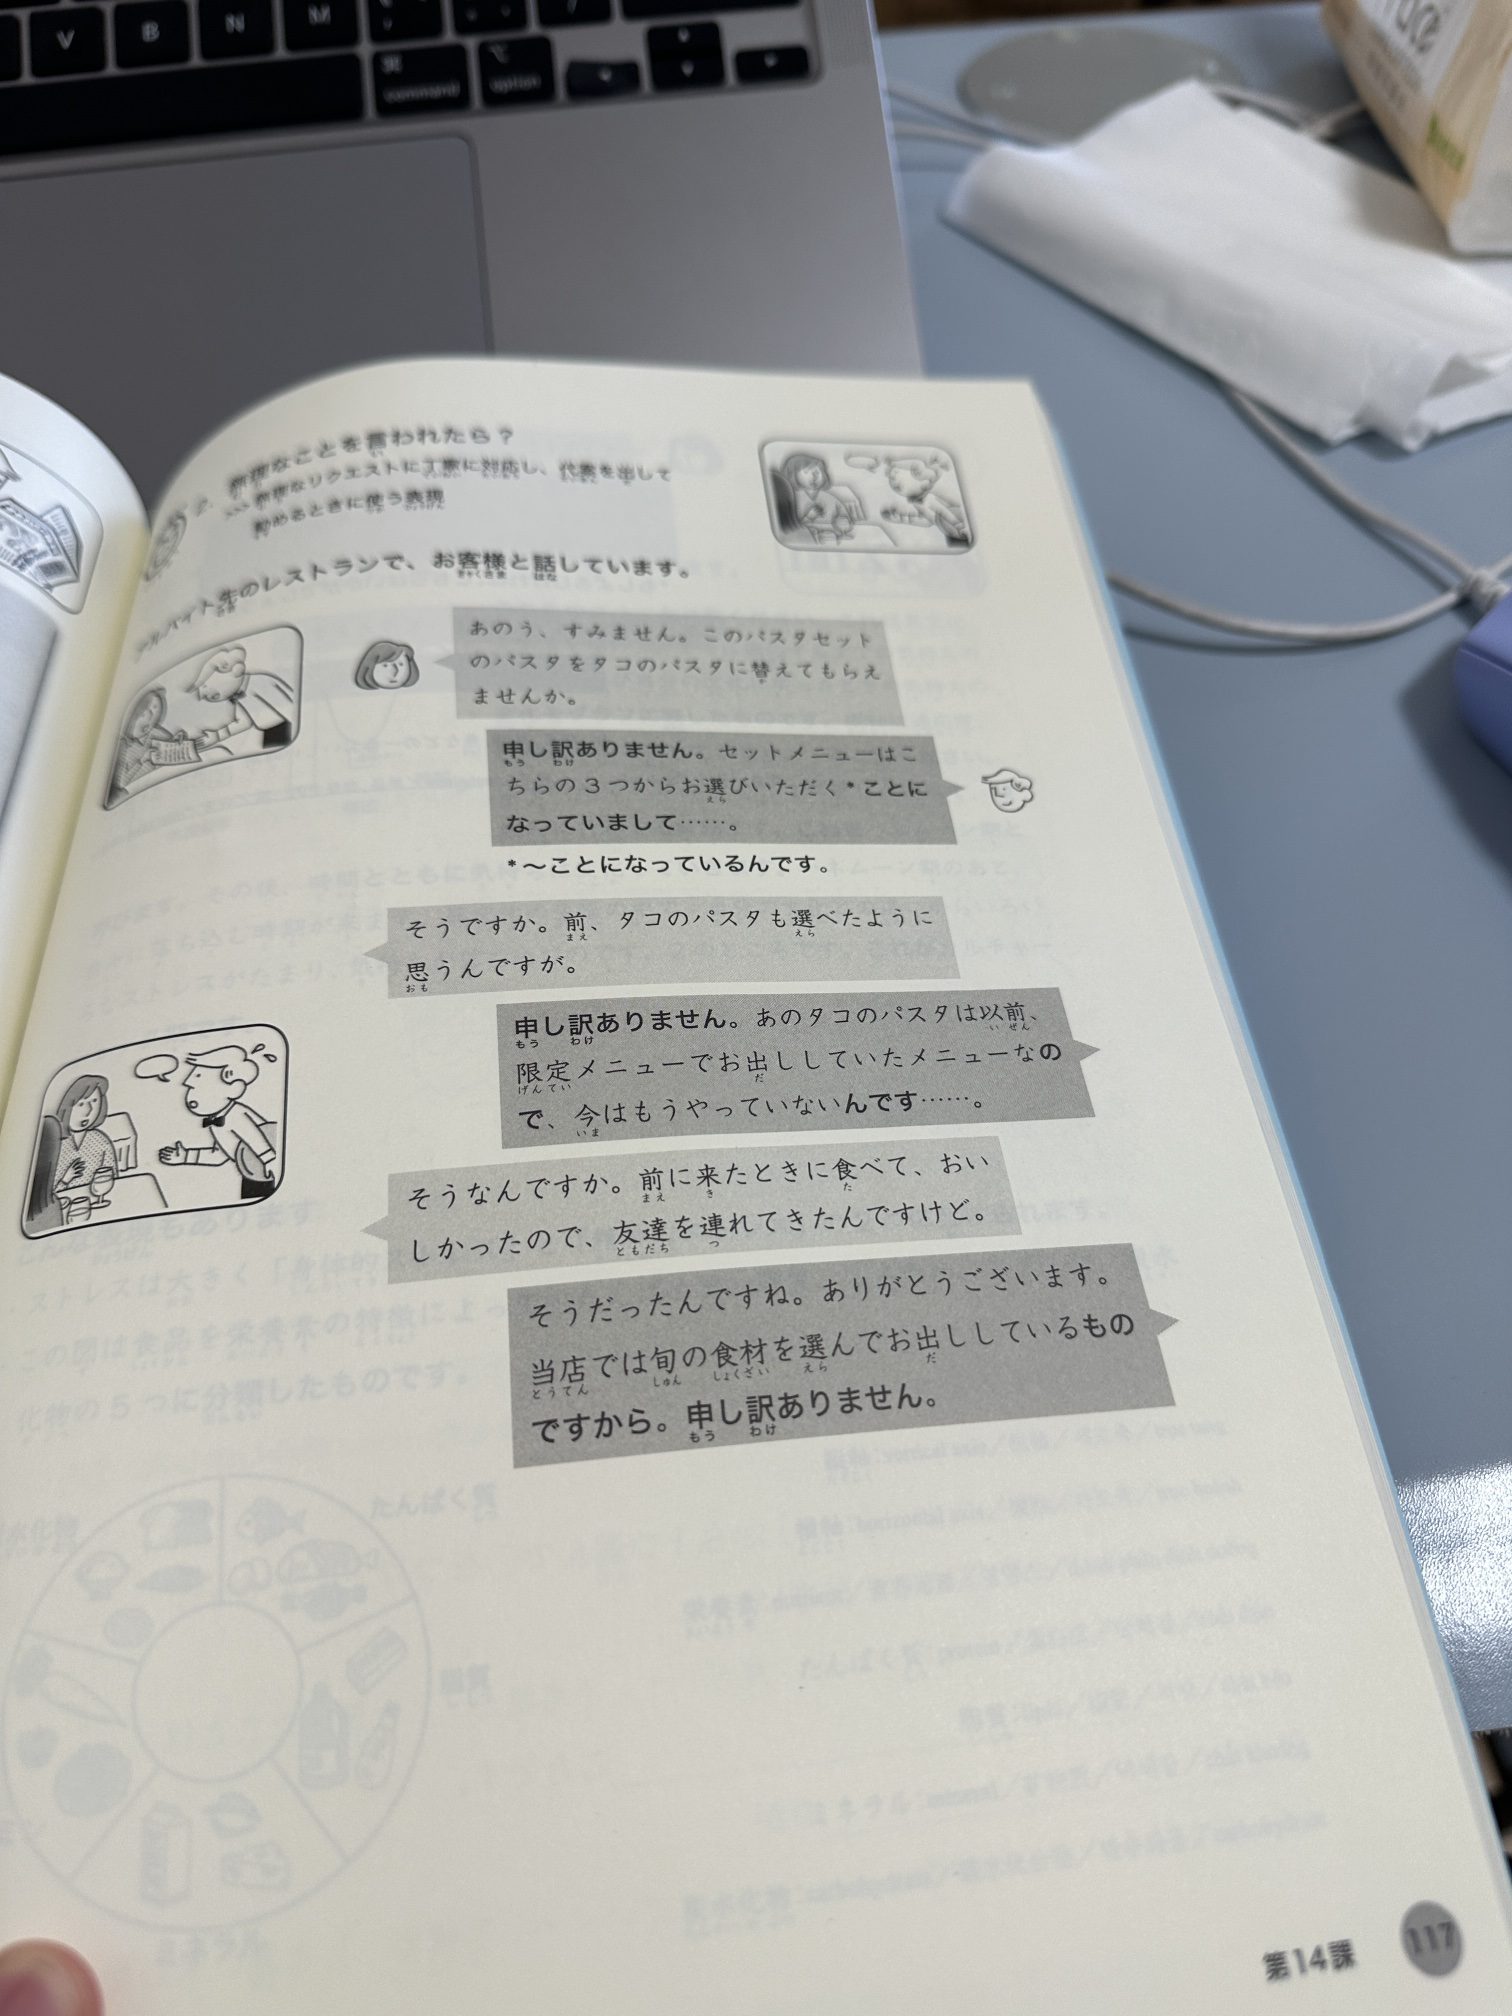 V B N M
command
option
2. 無理なことを言われたら？
>>> 無理なリクエストに丁寧に対応し、代案を出して
勧めるときに使う表現
アルバイト先のレストランで、お客様と話しています。
あのう、すみません。このパスタセット
のパスタをタコのパスタに替えてもらえ
ませんか。
申し訳ありません。セットメニューはこ
ちらの３つからお選びいただく*ことに
なっていまして……。
*～ことになっているんです。
そうですか。前、タコのパスタも選べたように
思うんですが。
申し訳ありません。あのタコのパスタは以前、
限定メニューでお出ししていたメニューなの
で、今はもうやっていないんです……。
そうなんですか。前に来たときに食べて、おい
しかったので、友達を連れてきたんですけど。
そうだったんですね。ありがとうございます。
当店では旬の食材を選んでお出ししているもの
ですから。申し訳ありません。
第14課
117